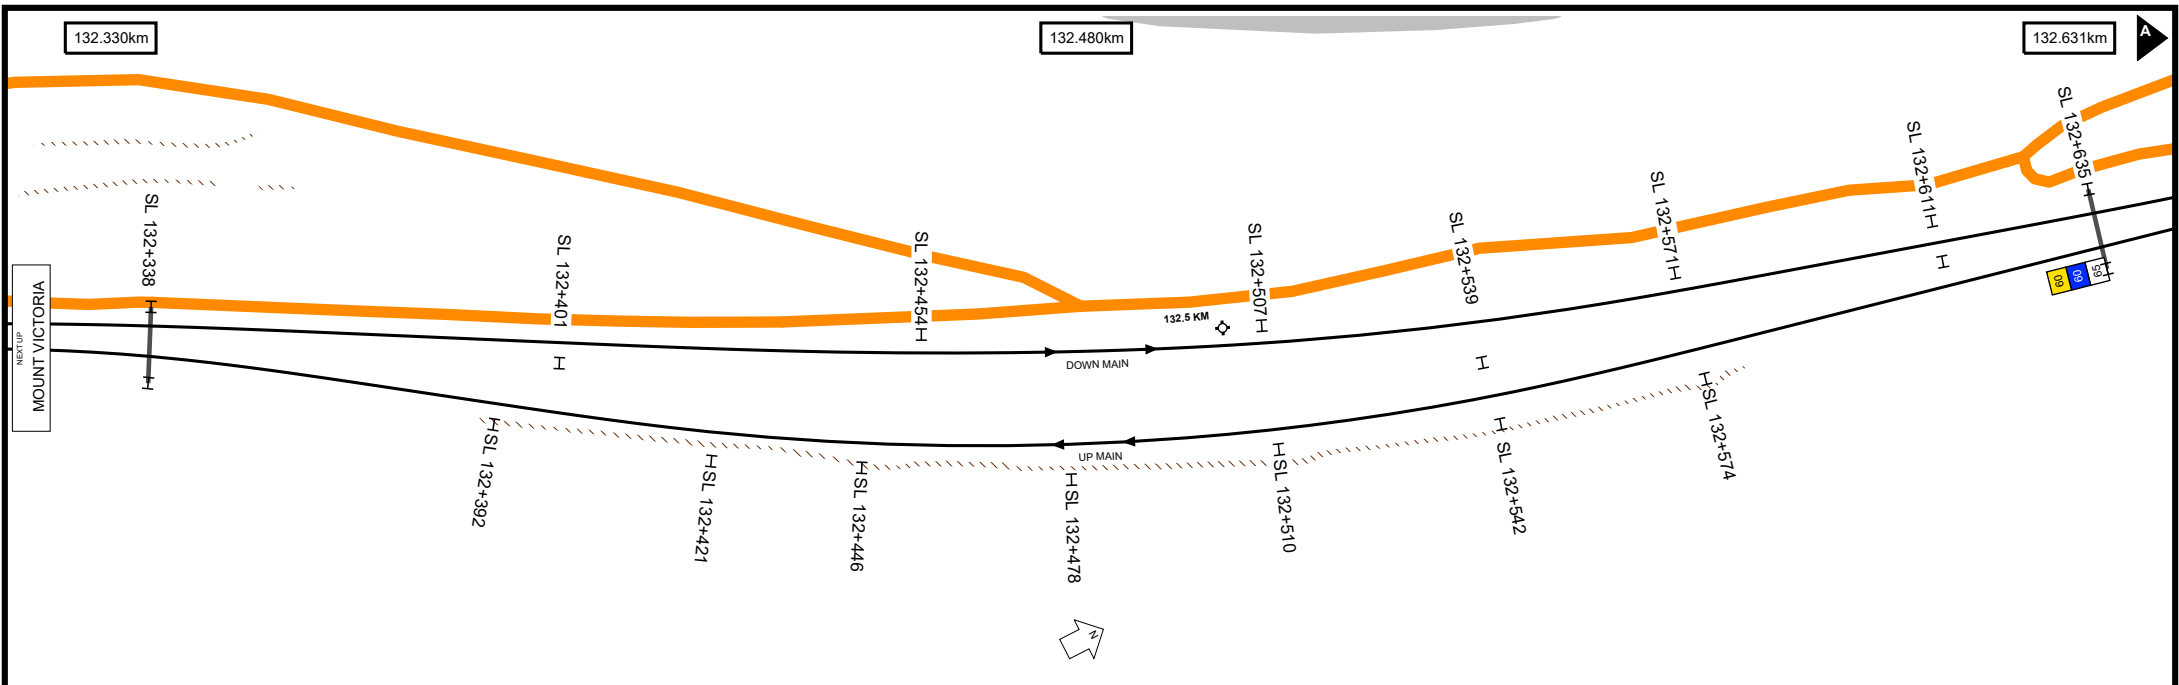 132.330km
132.480km
132.631km
A
SL 132+338
SL 132+401
SL 132+454
SL 132+507
SL 132+539
SL 132+571
SL 132+611
SL 132+635
NEXT UP
MOUNT VICTORIA
132.5 KM
DOWN MAIN
UP MAIN
60
60
65
SL 132+392
SL 132+421
SL 132+446
SL 132+478
SL 132+510
SL 132+542
SL 132+574
N